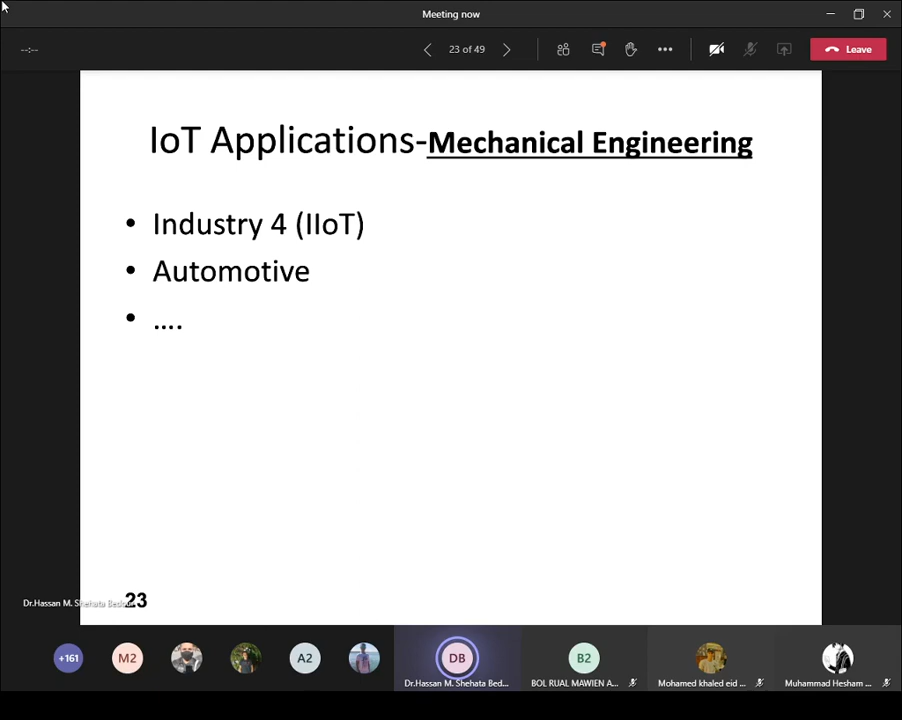 Meeting now
--:--
23 of 49
Leave
IoT Applications-Mechanical Engineering
• Industry 4 (IIoT)
• Automotive
• ....
23
Dr.Hassan M. Shehata Bedour
+161
M2
A2
DB
B2
Dr.Hassan M. Shehata Bed...
BOL RUAL MAWIEN A...
Mohamed khaled eid ...
Muhammad Hesham ...